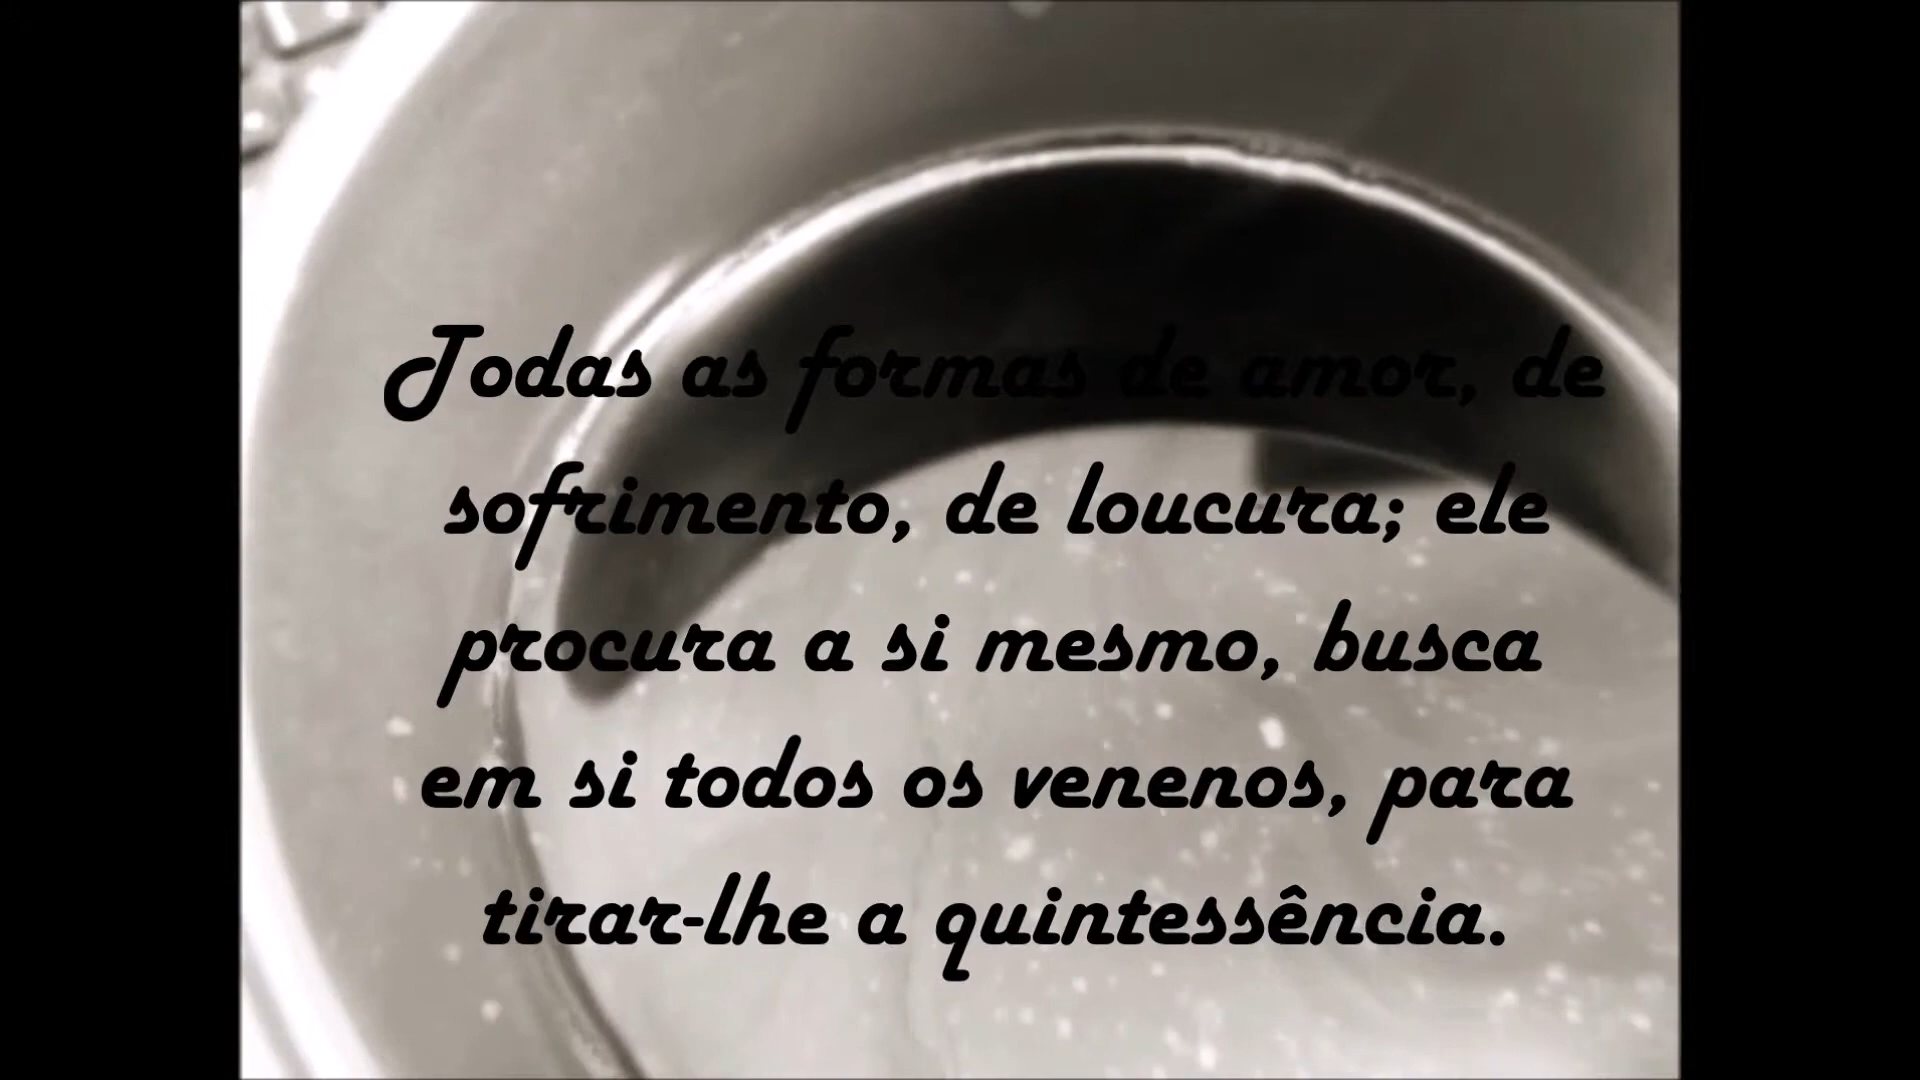 Todas as formas de amor, de
sofrimento, de loucura; ele
procura a si mesmo, busca
em si todos os venenos, para
tirar-lhe a quintessência.